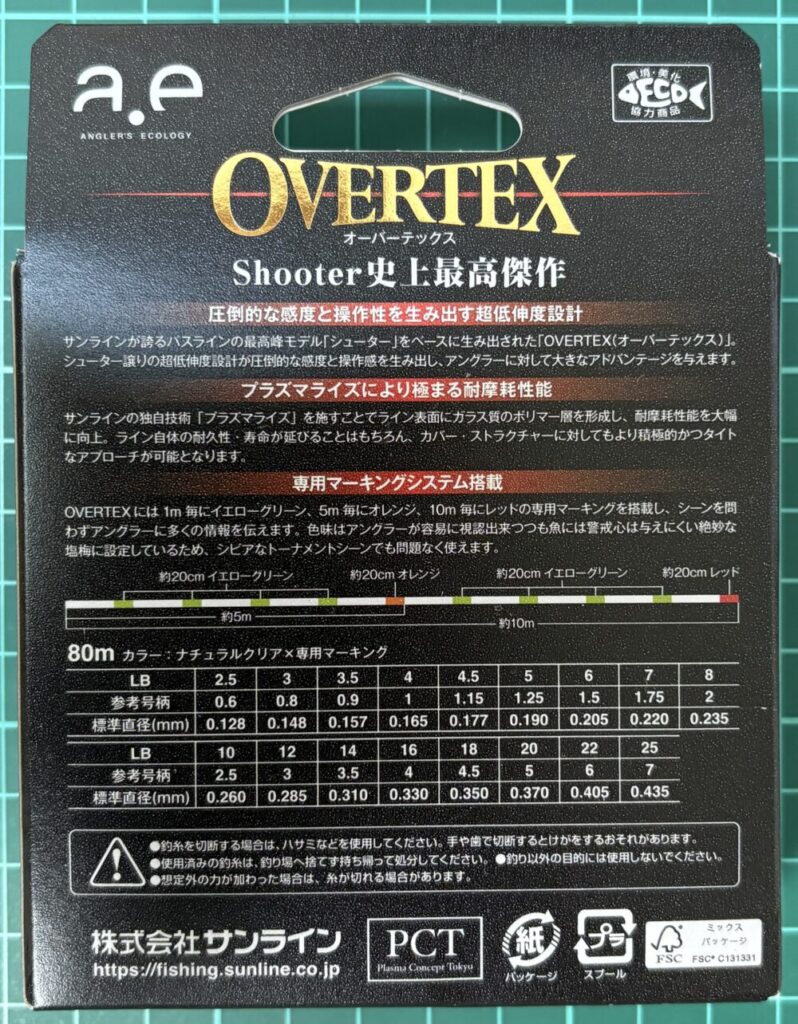 a.e
ANGLER'S ECOLOGY
環境・美化
ECO
協力商品
OVERTEX
オーバーテックス
Shooter史上最高傑作
圧倒的な感度と操作性を生み出す超低伸度設計
サンラインが誇るバスラインの最高峰モデル「シューター」をベースに生み出された「OVERTEX(オーバーテックス)」。
シューター譲りの超低伸度設計が圧倒的な感度と操作感を生み出し、アングラーに対して大きなアドバンテージを与えます。
プラズマライズにより極まる耐摩耗性能
サンラインの独自技術「プラズマライズ」を施すことでライン表面にガラス質のポリマー層を形成し、耐摩耗性能を大幅
に向上。ライン自体の耐久性・寿命が延びることはもちろん、カバー・ストラクチャーに対してもより積極的かつタイト
なアプローチが可能となります。
専用マーキングシステム搭載
OVERTEXには1m毎にイエローグリーン、5m毎にオレンジ、10m毎にレッドの専用マーキングを搭載し、シーンを問
わずアングラーに多くの情報を伝えます。色味はアングラーが容易に視認出来つつも魚には警戒心は与えにくい絶妙な
塩梅に設定しているため、シビアなトーナメントシーンでも問題なく使えます。
約20cm イエローグリーン 約20cm オレンジ 約20cm イエローグリーン 約20cm レッド
約5m
約10m
80m カラー：ナチュラルクリア×専用マーキング
LB 2.5 3 3.5 4 4.5 5 6 7 8
参考号柄 0.6 0.8 0.9 1 1.15 1.25 1.5 1.75 2
標準直径(mm) 0.128 0.148 0.157 0.165 0.177 0.190 0.205 0.220 0.235
LB 10 12 14 16 18 20 22 25
参考号柄 2.5 3 3.5 4 4.5 5 6 7
標準直径(mm) 0.260 0.285 0.310 0.330 0.350 0.370 0.405 0.435
●釣糸を切断する場合は、ハサミなどを使用してください。手や歯で切断するとけがをするおそれがあります。
●使用済みの釣糸は、釣り場へ捨てず持ち帰って処分してください。●釣り以外の目的には使用しないでください。
●想定外の力が加わった場合は、糸が切れる場合があります。
株式会社サンライン
https://fishing.sunline.co.jp
PCT
Plasma Concept Tokyo
紙
パッケージ
プラ
スプール
FSC
ミックス
パッケージ
FSC® C131331